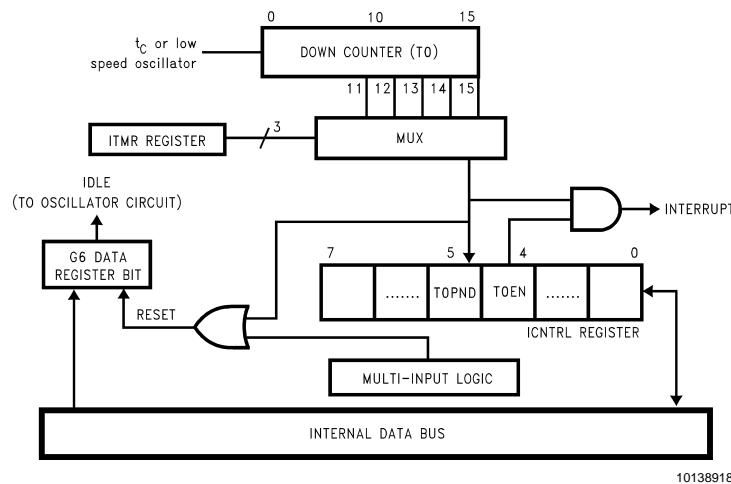 0 10 15
tC or low
speed oscillator
DOWN COUNTER (T0)
11 12 13 14 15
ITMR REGISTER
3
MUX
IDLE
(TO OSCILLATOR CIRCUIT)
INTERRUPT
G6 DATA
REGISTER BIT
7 5 4 0
....... TOPND TOEN .......
RESET
ICNTRL REGISTER
MULTI-INPUT LOGIC
INTERNAL DATA BUS
10138918